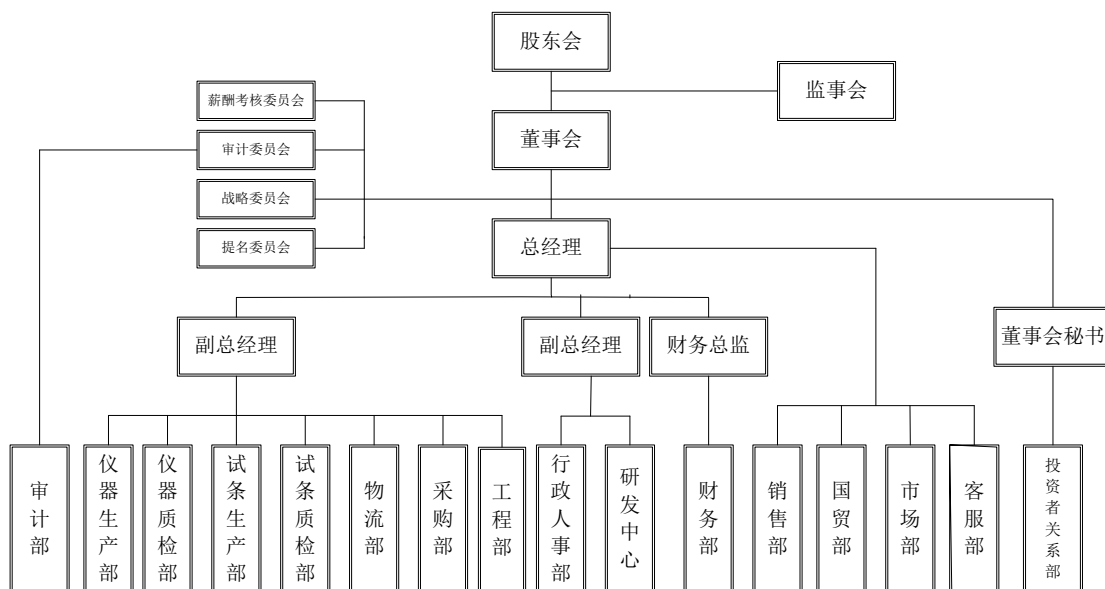 股东会
监事会
薪酬考核委员会
董事会
审计委员会
战略委员会
提名委员会
总经理
副总经理
副总经理
财务总监
董事会秘书
审计部
仪器生产部
仪器质检部
试条生产部
试条质检部
物流部
采购部
工程部
行政人事部
研发中心
财务部
销售部
国贸部
市场部
客服部
投资者关系部